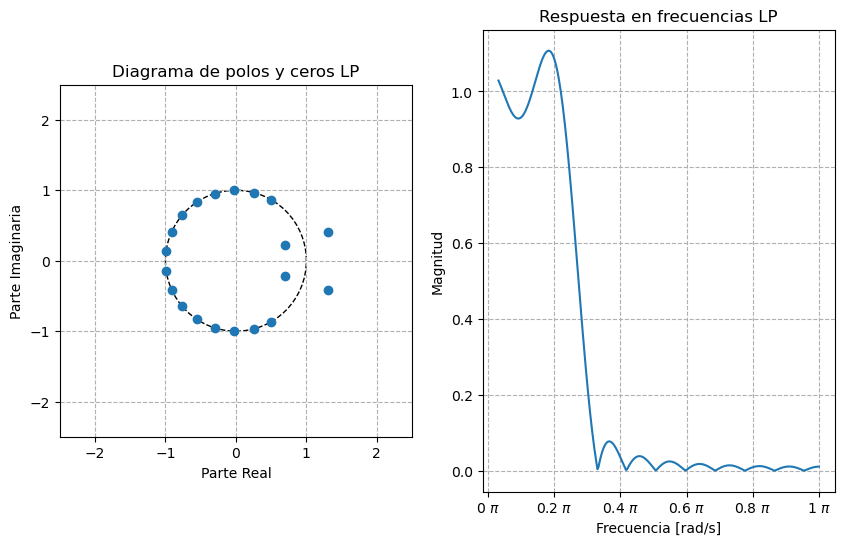 Diagrama de polos y ceros LP
2
1
0
−1
−2
−2
−1
0
1
2
Parte Imaginaria
Parte Real
Respuesta en frecuencias LP
1.0
0.8
0.6
0.4
0.2
0.0
0 π
0.2 π
0.4 π
0.6 π
0.8 π
1 π
Magnitud
Frecuencia [rad/s]